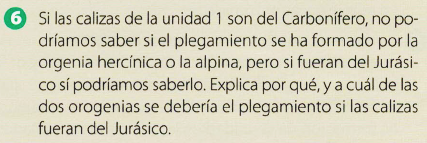 6 Si las calizas de la unidad 1 son del Carbonífero, no po-
dríamos saber si el plegamiento se ha formado por la
orgenia hercínica o la alpina, pero si fueran del Jurási-
co sí podríamos saberlo. Explica por qué, y a cuál de las
dos orogenias se debería el plegamiento si las calizas
fueran del Jurásico.